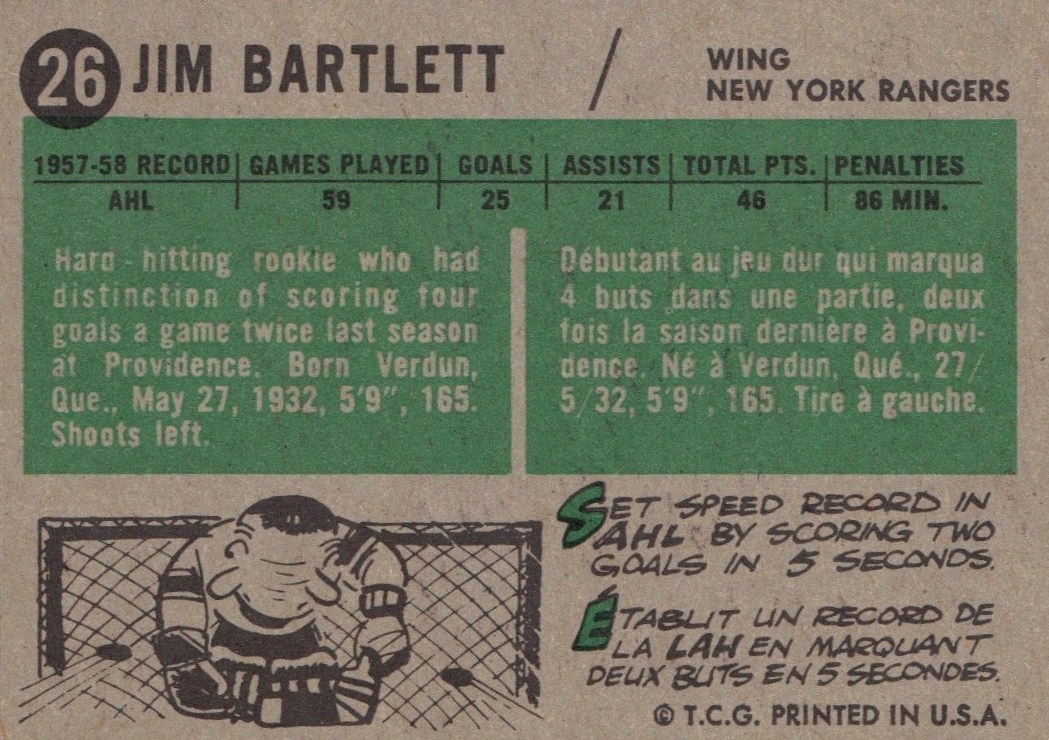 26 JIM BARTLETT / WING
NEW YORK RANGERS
1957-58 RECORD GAMES PLAYED GOALS ASSISTS TOTAL PTS. PENALTIES
AHL 59 25 21 46 86 MIN.
Hard-hitting rookie who had
distinction of scoring four
goals a game twice last season
at Providence. Born Verdun,
Que., May 27, 1932, 5'9", 165.
Shoots left.
Débutant au jeu dur qui marqua
4 buts dans une partie, deux
fois la saison dernière à Provi-
dence. Né à Verdun, Qué., 27/
5/32, 5'9", 165. Tire à gauche.
SET SPEED RECORD IN
AHL BY SCORING TWO
GOALS IN 5 SECONDS.
ÉTABLIT UN RECORD DE
LA LAH EN MARQUANT
DEUX BUTS EN 5 SECONDES.
© T.C.G. PRINTED IN U.S.A.